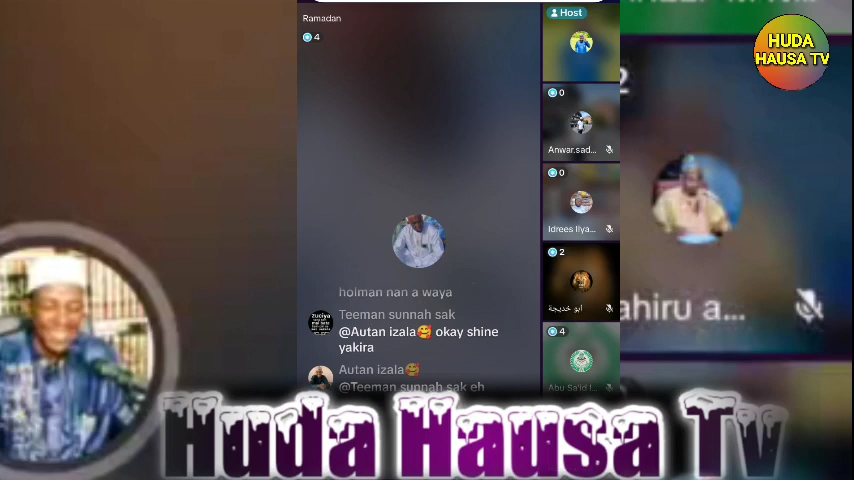 Ramadan
4
holman nan a waya
Teeman sunnah sak
@Autan izala🥰 okay shine
yakira
Autan izala🥰
@Teeman sunnah sak eh
Host
0
Anwar.sad...
0
Idrees Ilya...
2
ابو خديجة
4
Abu Sa'id I...
ahiru a...
HUDA
HAUSA TV
Huda Hausa Tv